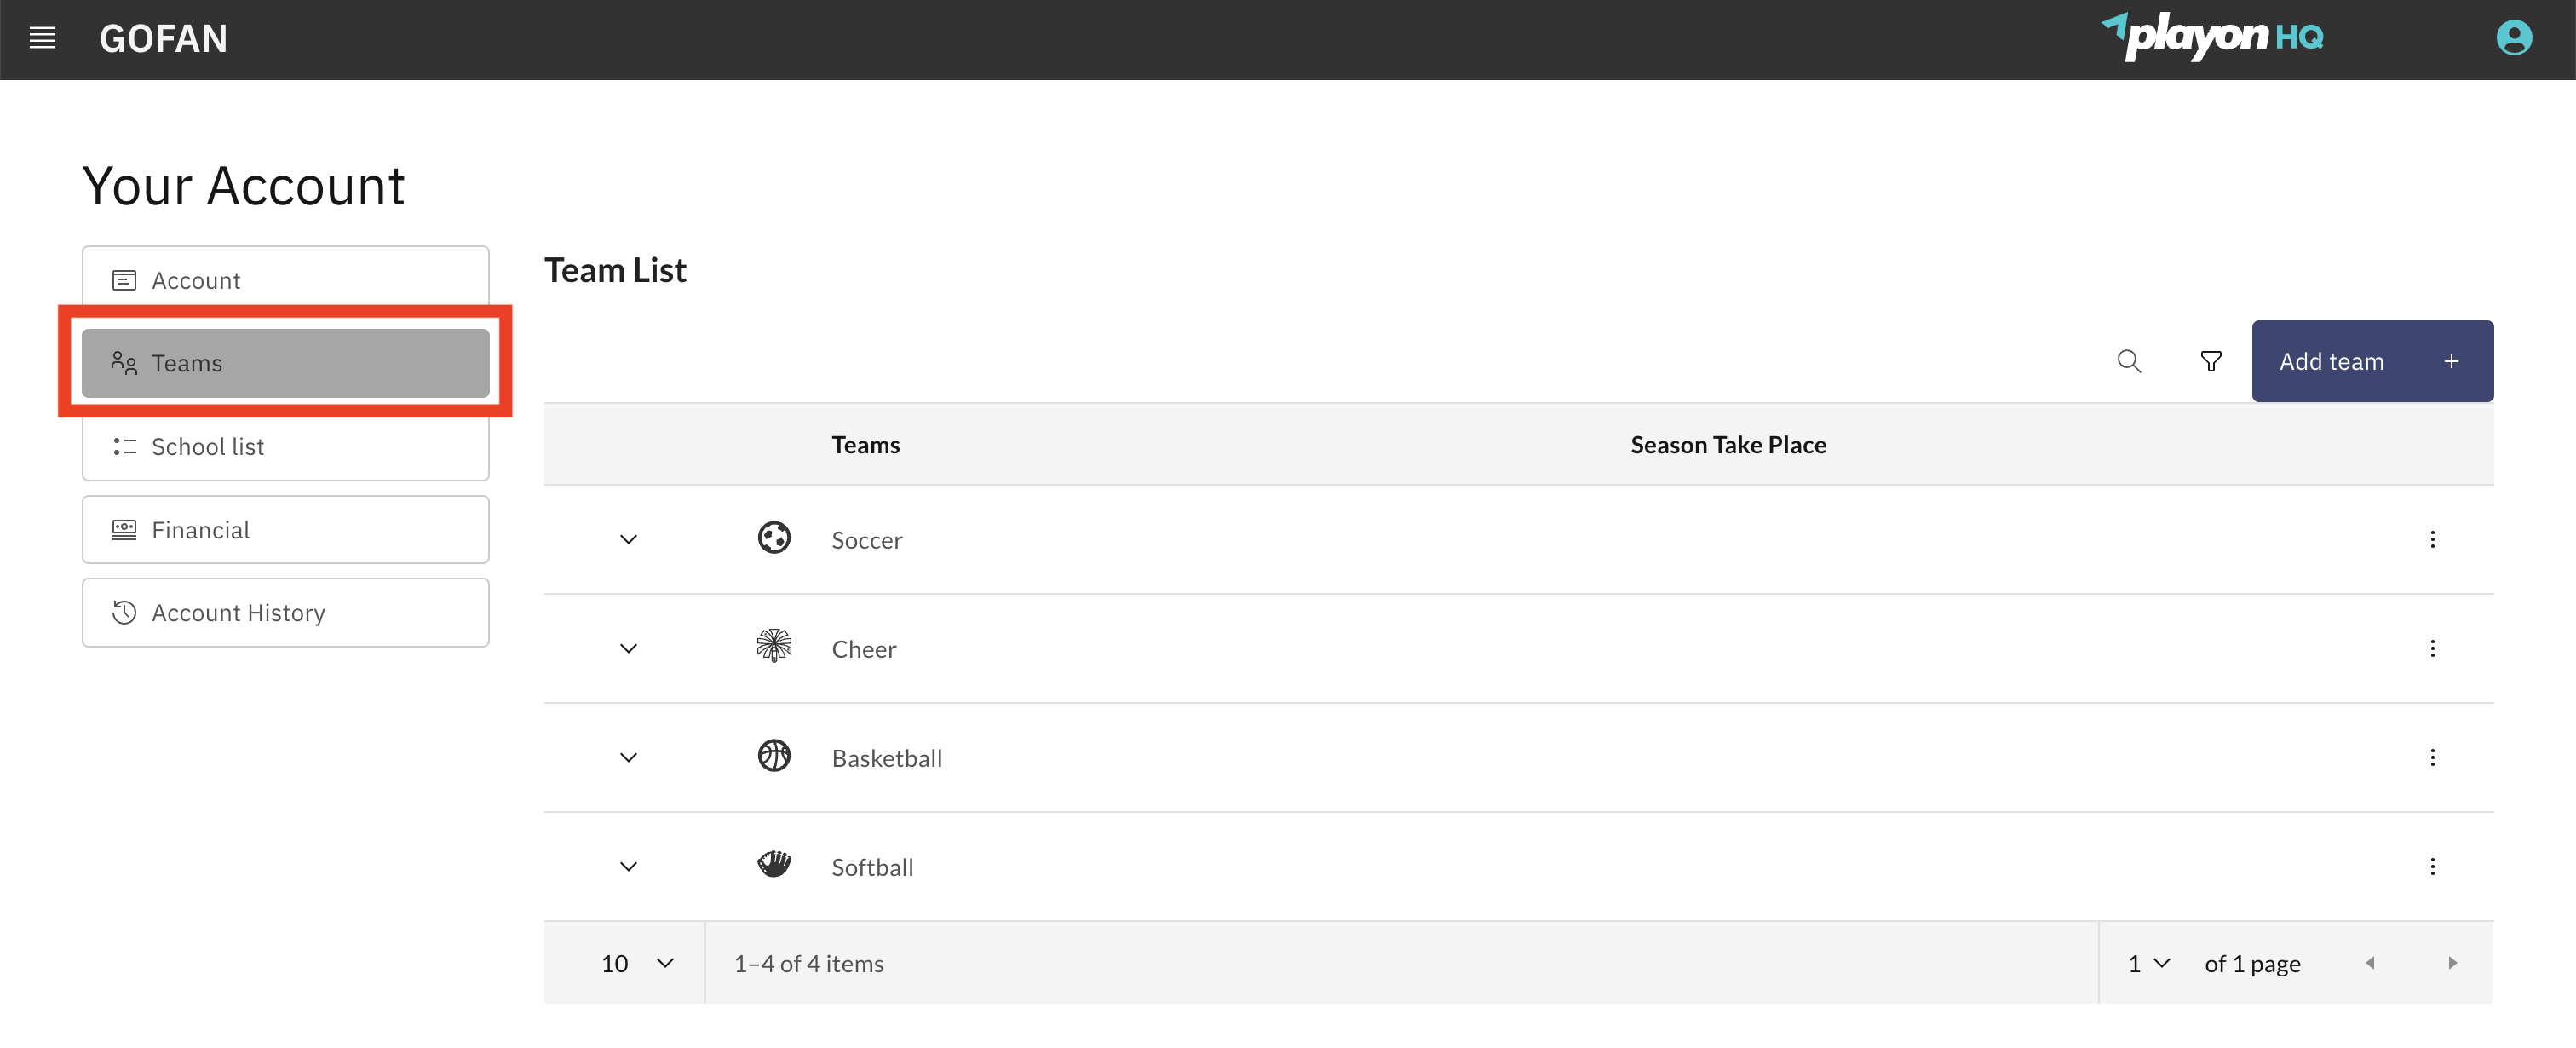 GOFAN
playon HQ
Your Account
Account
Teams
School list
Financial
Account History
Team List
Add team +
Teams Season Take Place
Soccer
Cheer
Basketball
Softball
10 1–4 of 4 items 1 of 1 page